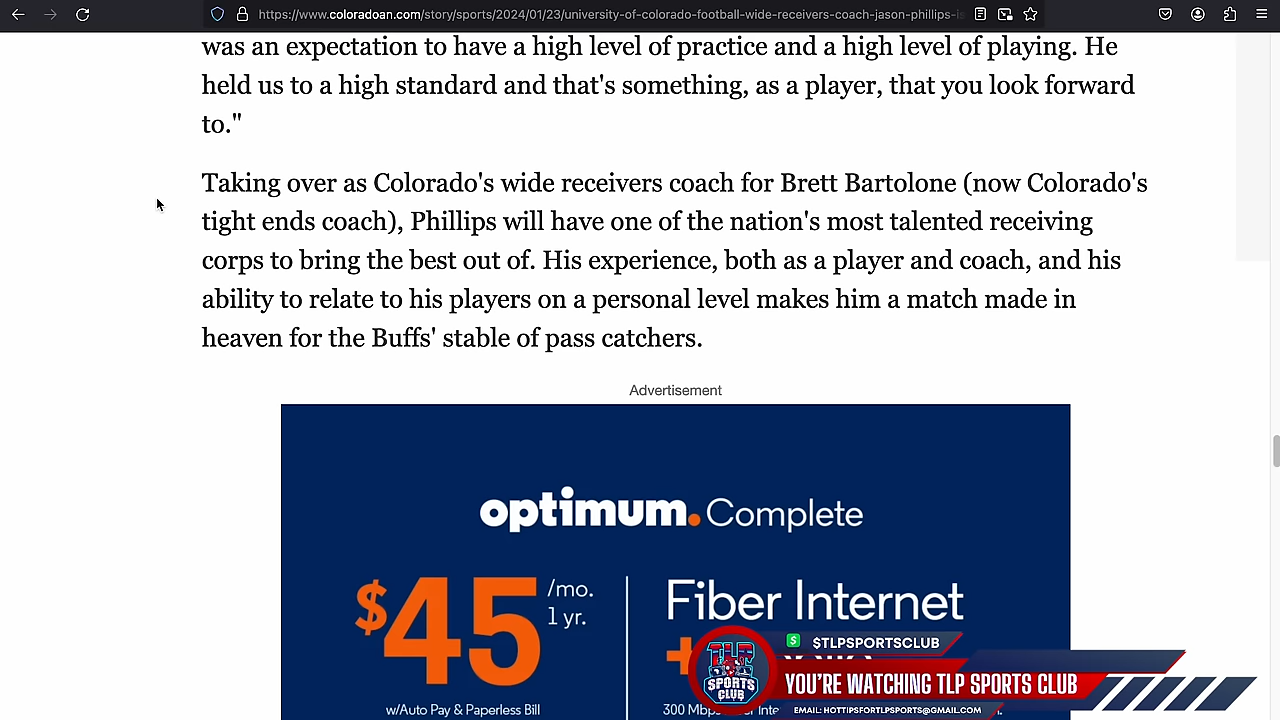 https://www.coloradoan.com/story/sports/2024/01/23/university-of-colorado-football-wide-receivers-coach-jason-phillips-is
was an expectation to have a high level of practice and a high level of playing. He
held us to a high standard and that's something, as a player, that you look forward
to."
Taking over as Colorado's wide receivers coach for Brett Bartolone (now Colorado's
tight ends coach), Phillips will have one of the nation's most talented receiving
corps to bring the best out of. His experience, both as a player and coach, and his
ability to relate to his players on a personal level makes him a match made in
heaven for the Buffs' stable of pass catchers.
Advertisement
optimum. Complete
$45 /mo.
1 yr.
Fiber Internet
w/Auto Pay & Paperless Bill
300 Mbps
$TLPSPORTSCLUB
TLP
SPORTS
CLUB
YOU'RE WATCHING TLP SPORTS CLUB
EMAIL: HOTTIPSFORTLPSPORTS@GMAIL.COM